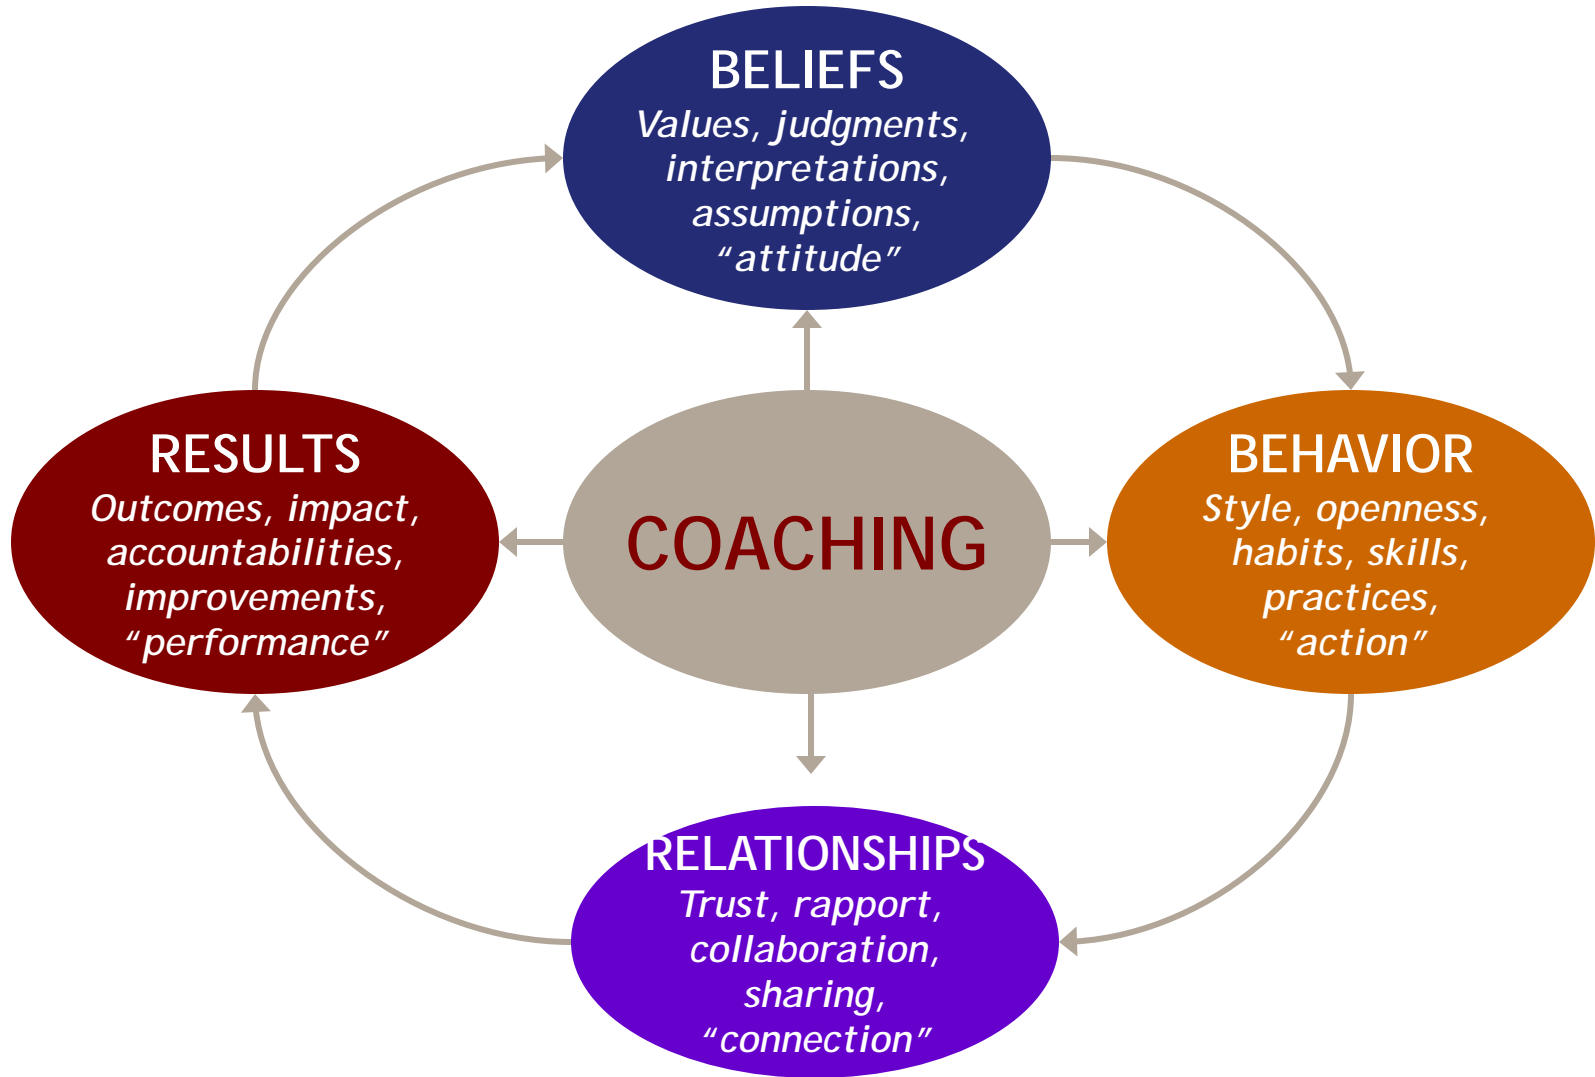 BELIEFS
Values, judgments,
interpretations,
assumptions,
“attitude”
RESULTS
Outcomes, impact,
accountabilities,
improvements,
“performance”
COACHING
BEHAVIOR
Style, openness,
habits, skills,
practices,
“action”
RELATIONSHIPS
Trust, rapport,
collaboration,
sharing,
“connection”